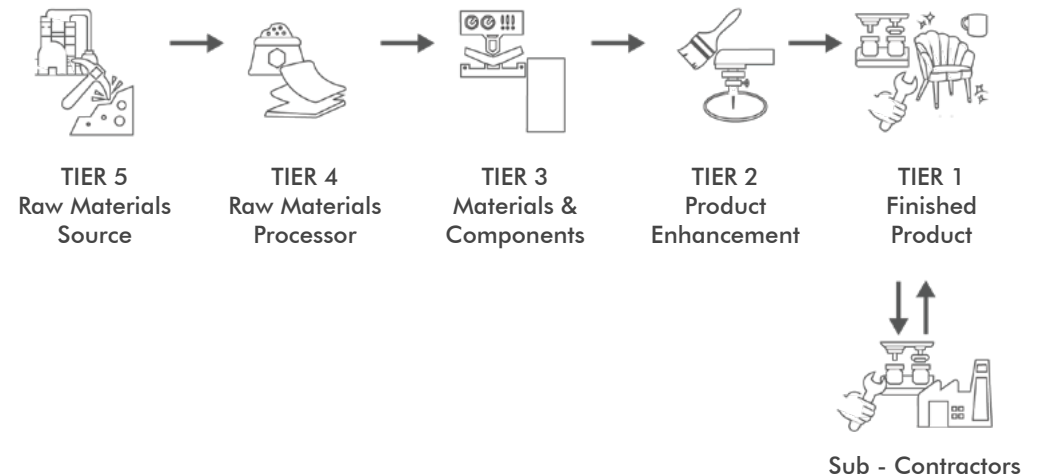 TIER 5
Raw Materials
Source
TIER 4
Raw Materials
Processor
TIER 3
Materials &
Components
TIER 2
Product
Enhancement
TIER 1
Finished
Product
Sub - Contractors